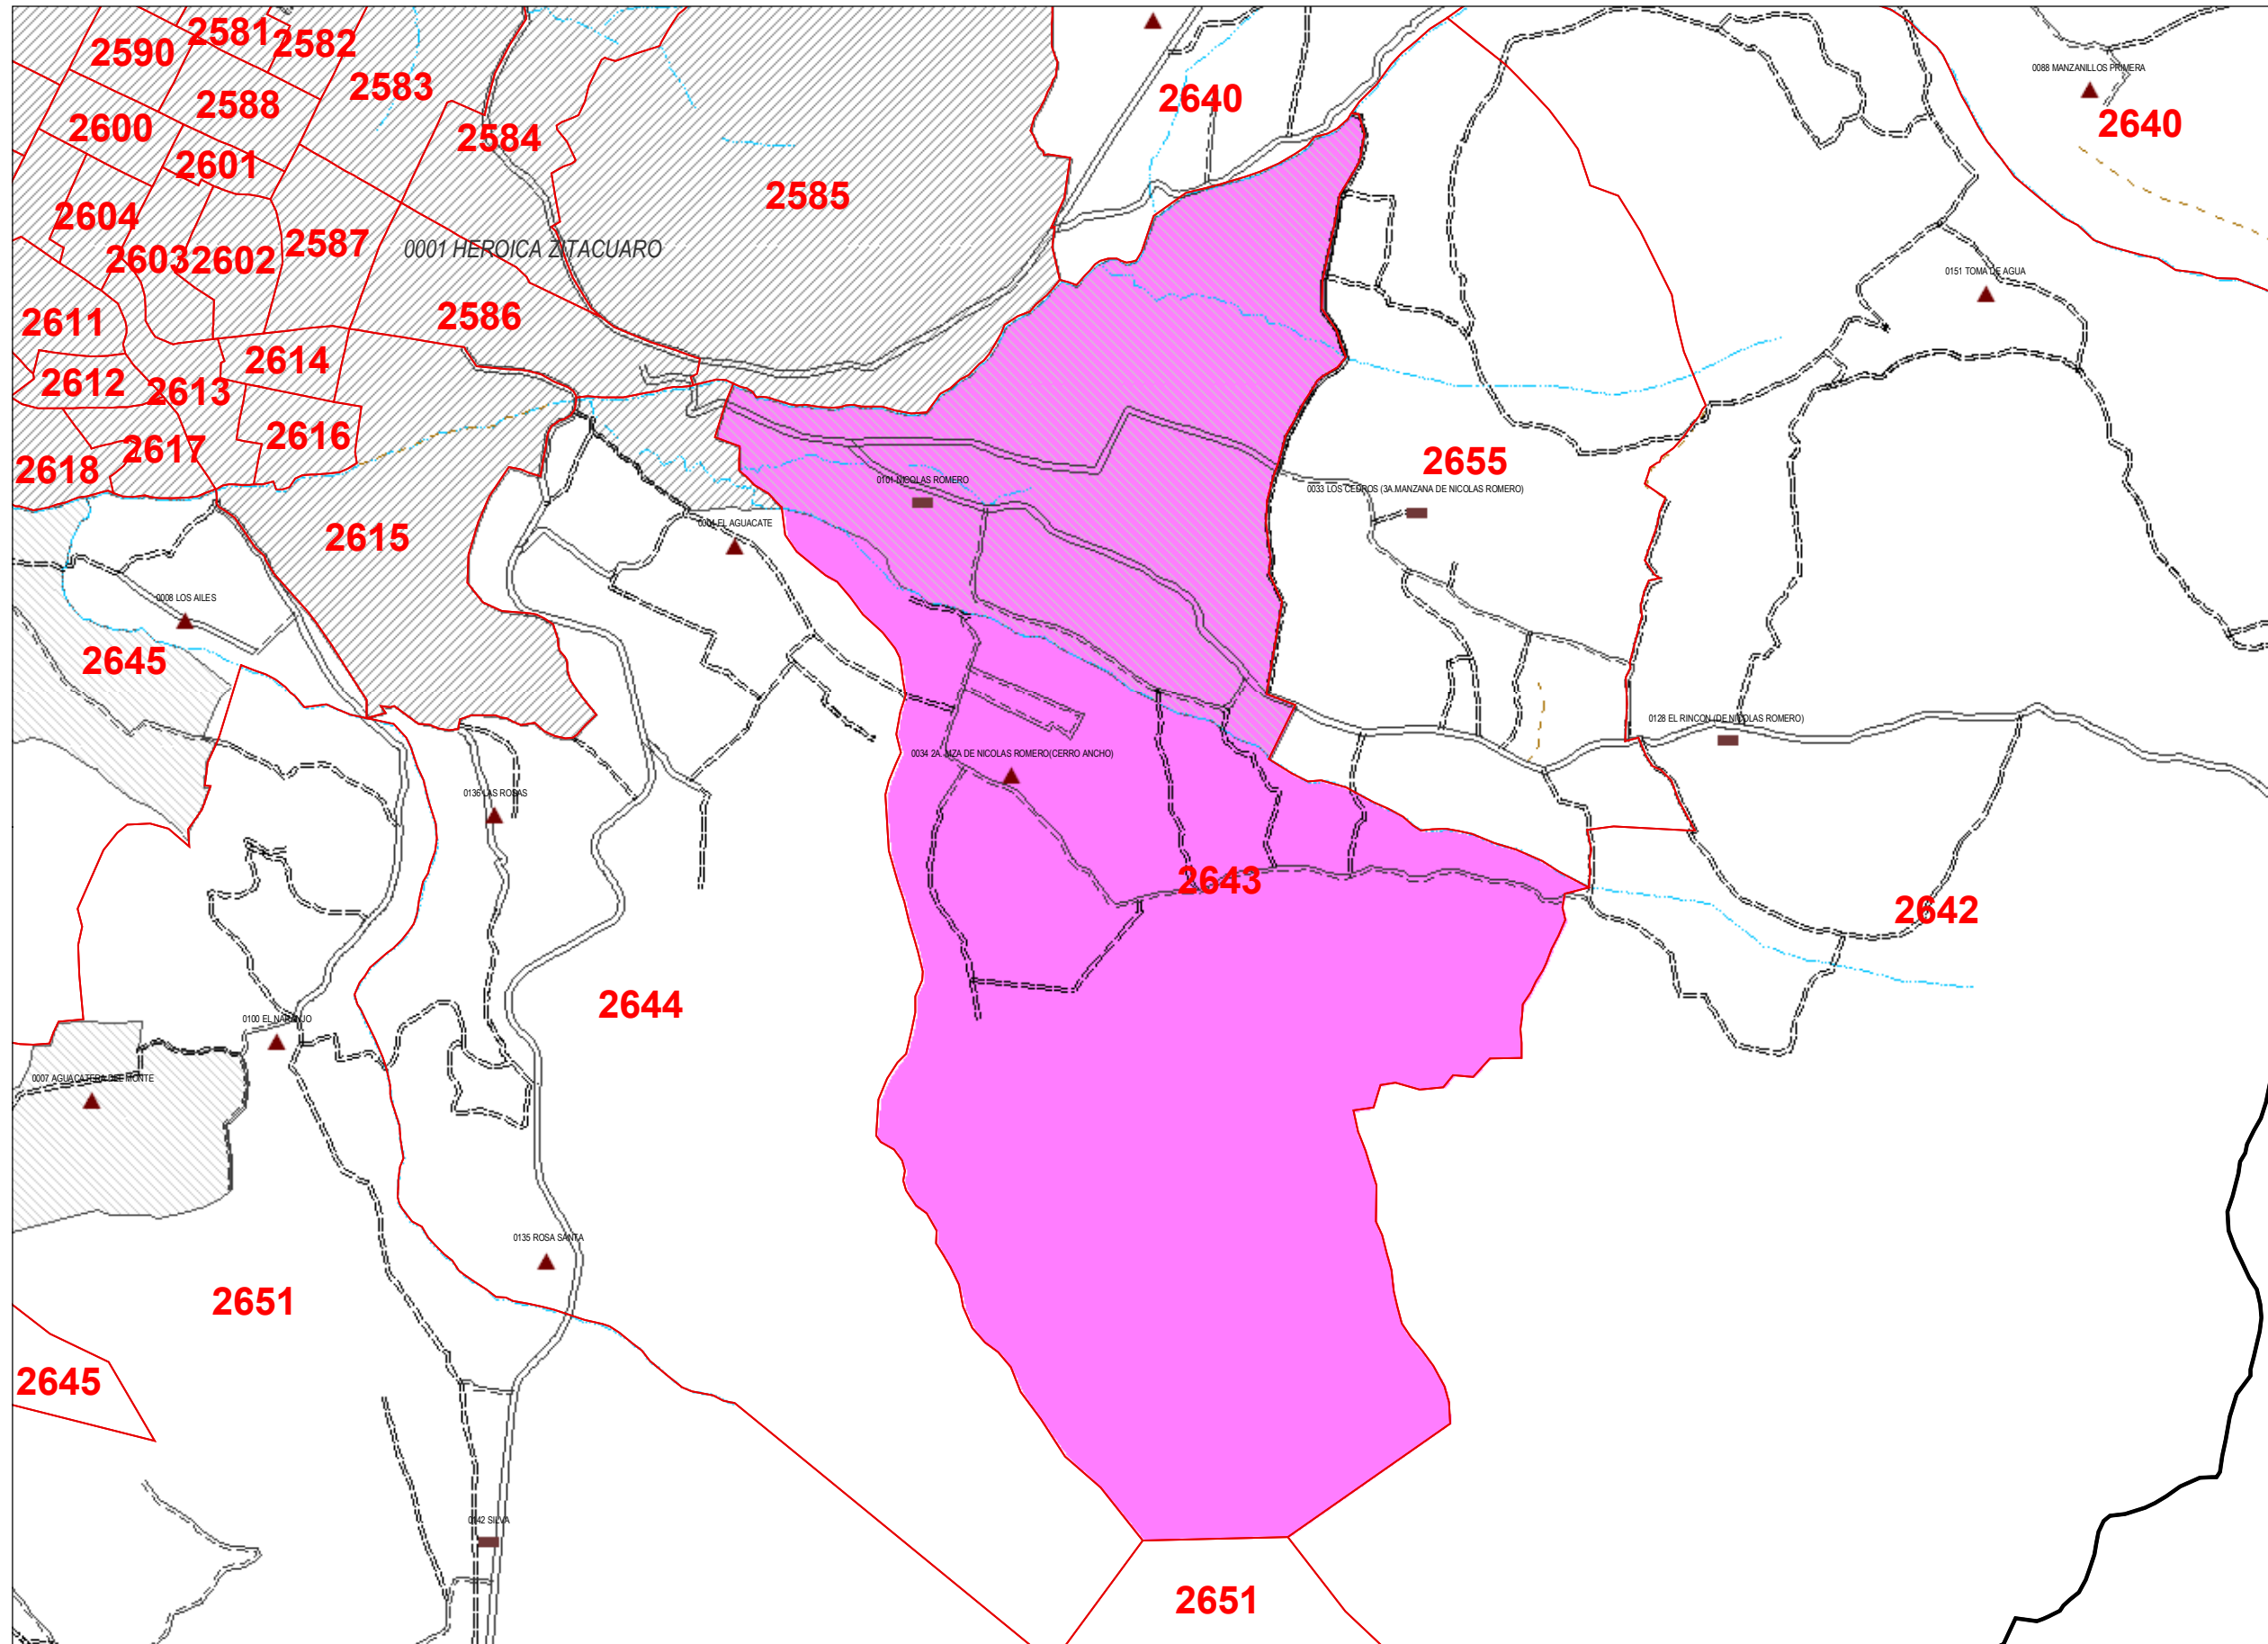 2581
2582
2590
0088 MANZANILLOS PRIMERA
2583
2588
2640
2640
2600
2584
2601
2585
2604
2587
0001 HEROICA ZITACUARO
2603
2602
0151 TOMA DE AGUA
2586
2611
2614
2612
2613
2616
2617
2655
2618
0101 NICOLAS ROMERO
0033 LOS CEDROS (3A.MANZANA DE NICOLAS ROMERO)
0004 EL AGUACATE
2615
0008 LOS AILES
2645
0128 EL RINCON (DE NICOLAS ROMERO)
0034 2A. MZA DE NICOLAS ROMERO(CERRO ANCHO)
0136 LAS ROSAS
2643
2642
2644
0100 EL NARANJO
0007 AGUACATERA DEL MONTE
0135 ROSA SANTA
2651
2645
0142 SILVA
2651